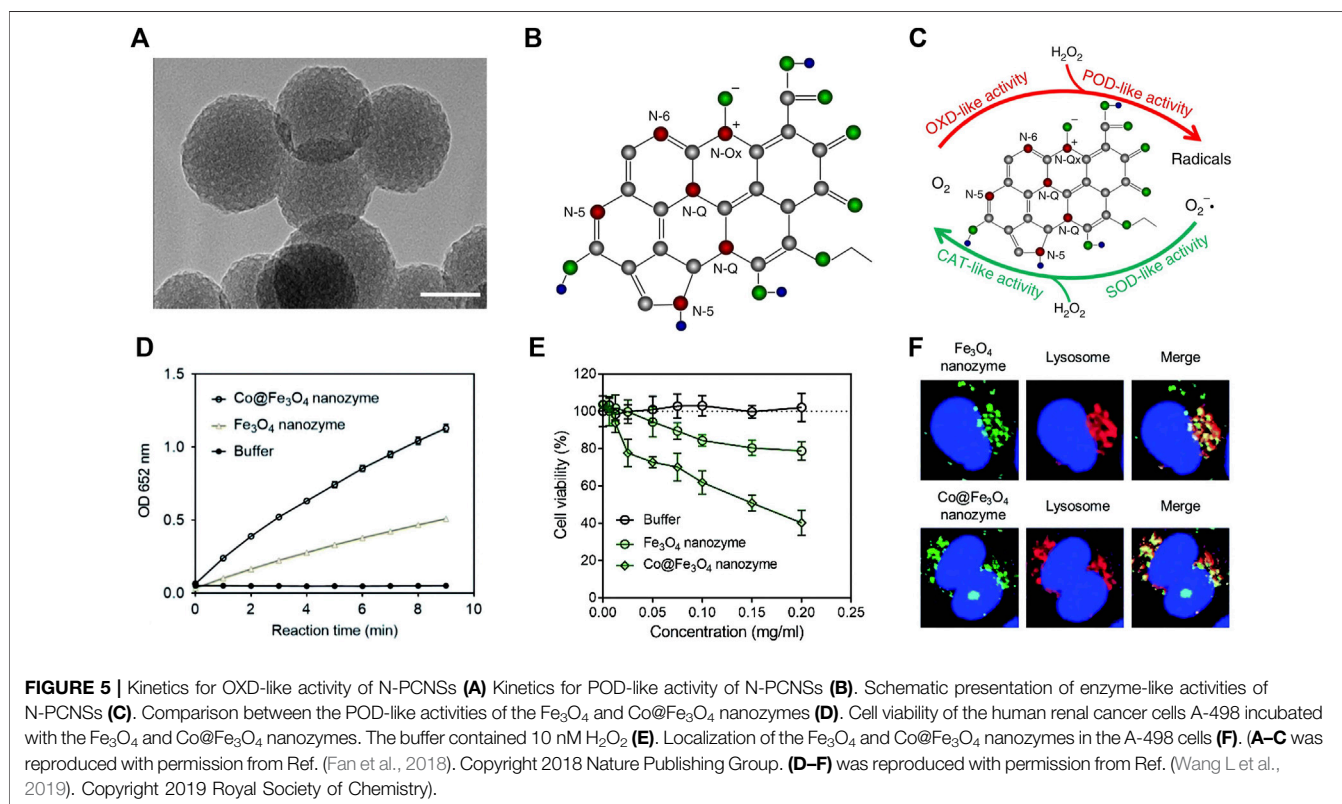 A
B
C
N-6
−
+
N-Ox
N-5
N-Q
N-Q
N-5
H₂O₂
OXD-like activity
POD-like activity
N-6
−
+
N-Qx
Radicals
O₂
N-5
N-Q
N-Q
O₂⁻•
N-5
CAT-like activity
SOD-like activity
H₂O₂
D
OD 652 nm
1.5
1.0
0.5
0.0
Co@Fe₃O₄ nanozyme
Fe₃O₄ nanozyme
Buffer
0 2 4 6 8 10
Reaction time (min)
E
Cell viability (%)
120
100
80
60
40
20
0
Buffer
Fe₃O₄ nanozyme
Co@Fe₃O₄ nanozyme
0.00 0.05 0.10 0.15 0.20 0.25
Concentration (mg/ml)
F
Fe₃O₄
nanozyme
Lysosome
Merge
Co@Fe₃O₄
nanozyme
Lysosome
Merge
FIGURE 5 | Kinetics for OXD-like activity of N-PCNSs (A) Kinetics for POD-like activity of N-PCNSs (B). Schematic presentation of enzyme-like activities of
N-PCNSs (C). Comparison between the POD-like activities of the Fe₃O₄ and Co@Fe₃O₄ nanozymes (D). Cell viability of the human renal cancer cells A-498 incubated
with the Fe₃O₄ and Co@Fe₃O₄ nanozymes. The buffer contained 10 nM H₂O₂ (E). Localization of the Fe₃O₄ and Co@Fe₃O₄ nanozymes in the A-498 cells (F). (A–C was
reproduced with permission from Ref. (Fan et al., 2018). Copyright 2018 Nature Publishing Group. (D–F) was reproduced with permission from Ref. (Wang L et al.,
2019). Copyright 2019 Royal Society of Chemistry).